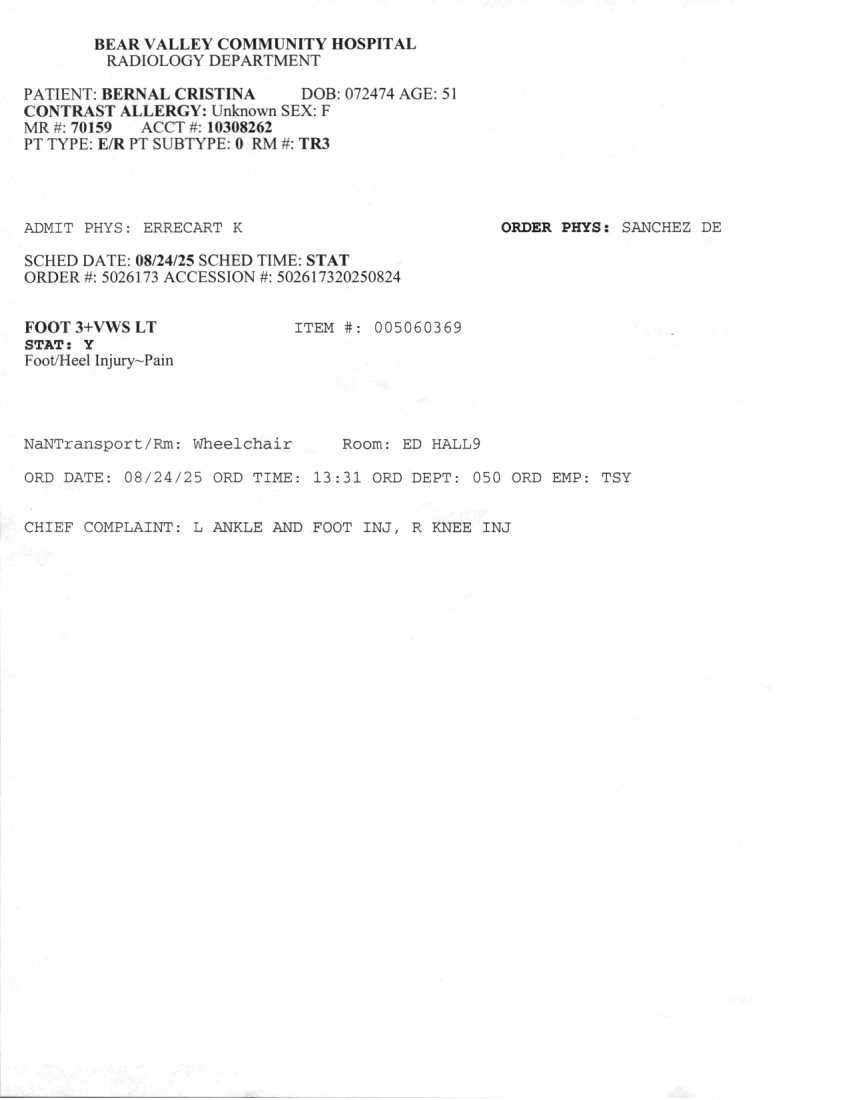 BEAR VALLEY COMMUNITY HOSPITAL
RADIOLOGY DEPARTMENT
PATIENT: BERNAL CRISTINA DOB: 072474 AGE: 51
CONTRAST ALLERGY: Unknown SEX: F
MR #: 70159 ACCT #: 10308262
PT TYPE: E/R PT SUBTYPE: 0 RM #: TR3
ADMIT PHYS: ERRECART K ORDER PHYS: SANCHEZ DE
SCHED DATE: 08/24/25 SCHED TIME: STAT
ORDER #: 5026173 ACCESSION #: 502617320250824
FOOT 3+VWS LT ITEM #: 005060369
STAT: Y
Foot/Heel Injury~Pain
NaNTransport/Rm: Wheelchair Room: ED HALL9
ORD DATE: 08/24/25 ORD TIME: 13:31 ORD DEPT: 050 ORD EMP: TSY
CHIEF COMPLAINT: L ANKLE AND FOOT INJ, R KNEE INJ